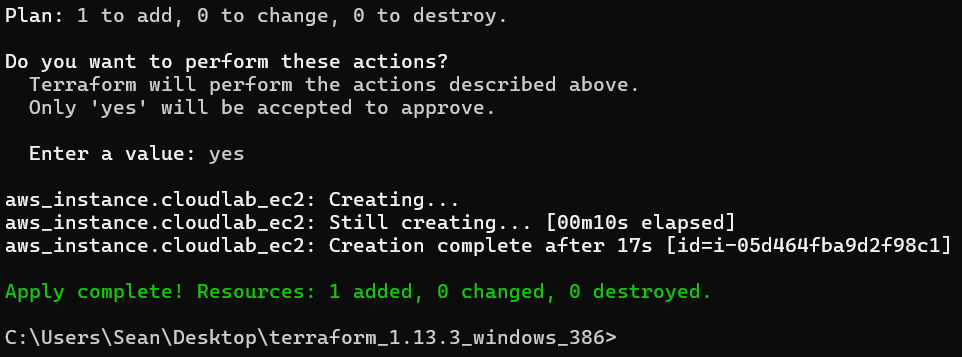 Plan: 1 to add, 0 to change, 0 to destroy.
Do you want to perform these actions?
Terraform will perform the actions described above.
Only 'yes' will be accepted to approve.
Enter a value: yes
aws_instance.cloudlab_ec2: Creating...
aws_instance.cloudlab_ec2: Still creating... [00m10s elapsed]
aws_instance.cloudlab_ec2: Creation complete after 17s [id=i-05d464fba9d2f98c1]
Apply complete! Resources: 1 added, 0 changed, 0 destroyed.
C:\Users\Sean\Desktop\terraform_1.13.3_windows_386>